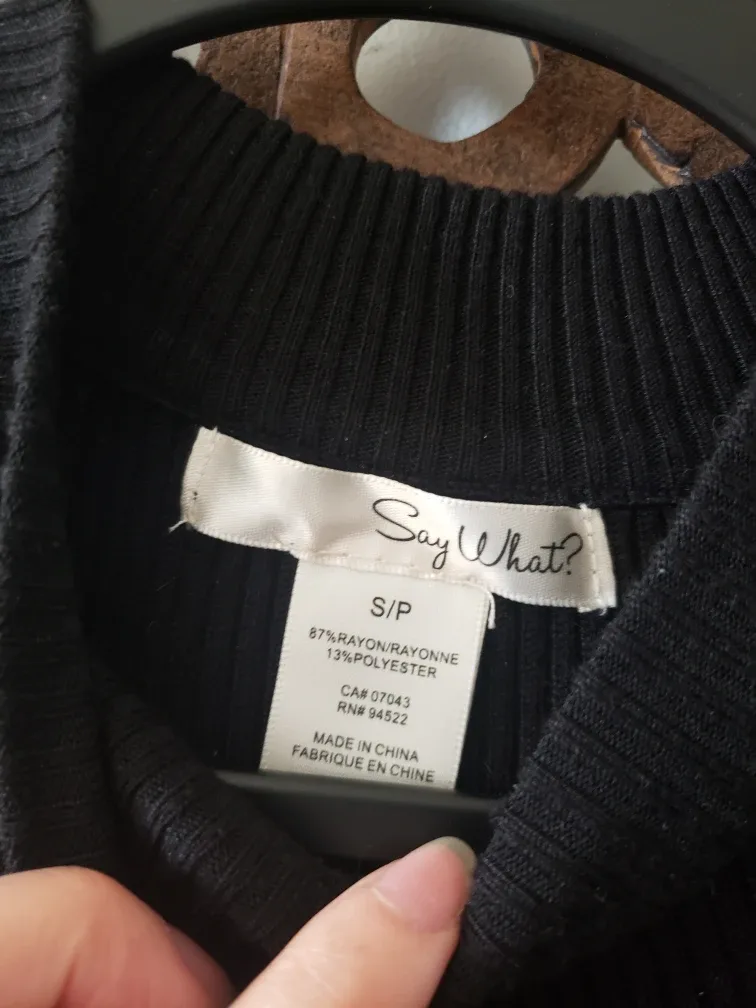 Say What?
S/P
87%RAYON/RAYONNE
13%POLYESTER
CA# 07043
RN# 94522
MADE IN CHINA
FABRIQUE EN CHINE